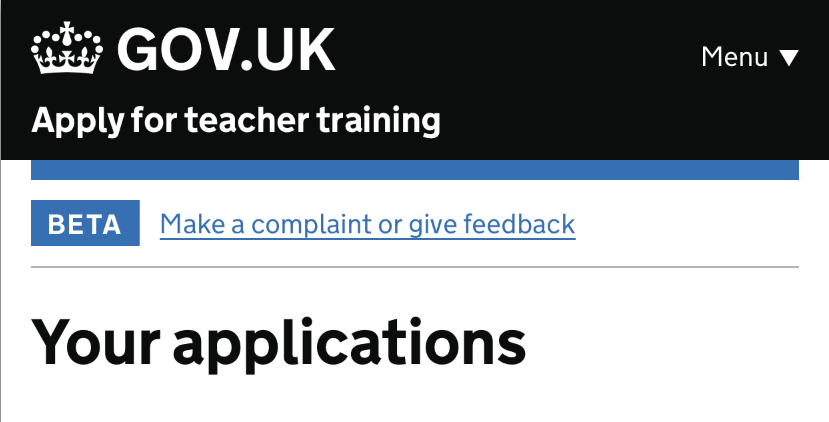 GOV.UK
Menu ▼
Apply for teacher training
BETA Make a complaint or give feedback
Your applications